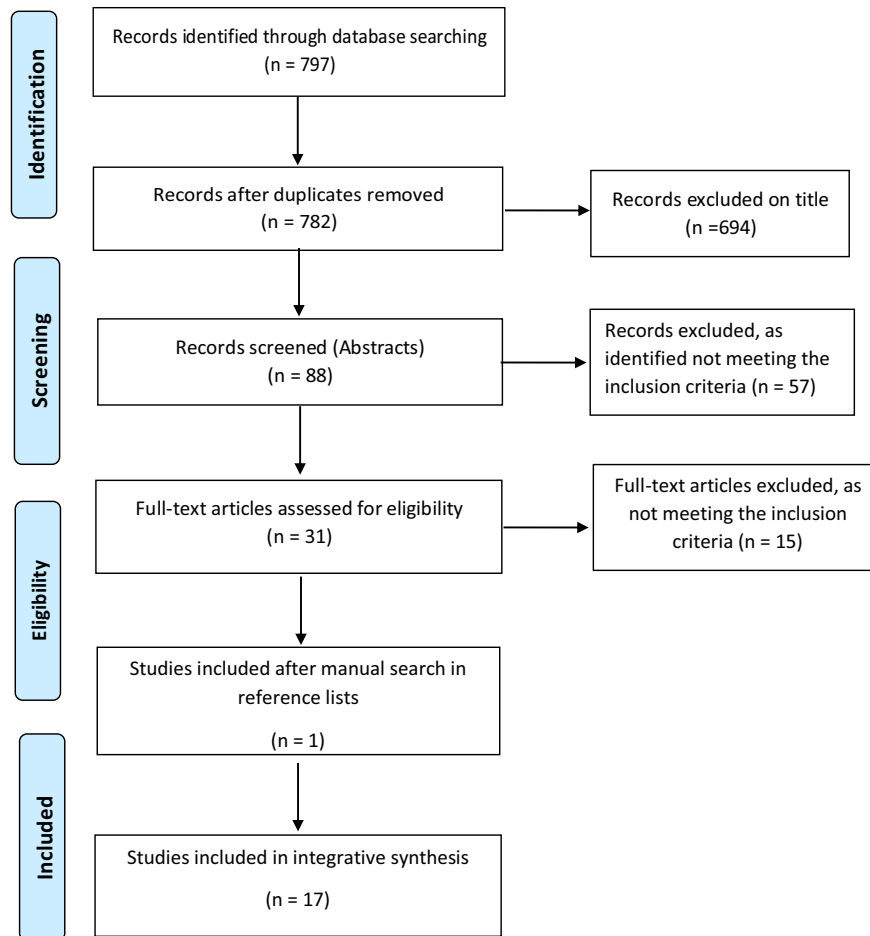 Identification
Records identified through database searching
(n = 797)
Records after duplicates removed
(n = 782)
Records excluded on title
(n =694)
Screening
Records screened (Abstracts)
(n = 88)
Records excluded, as
identified not meeting the
inclusion criteria (n = 57)
Eligibility
Full-text articles assessed for eligibility
(n = 31)
Full-text articles excluded, as
not meeting the inclusion
criteria (n = 15)
Studies included after manual search in
reference lists
(n = 1)
Included
Studies included in integrative synthesis
(n = 17)